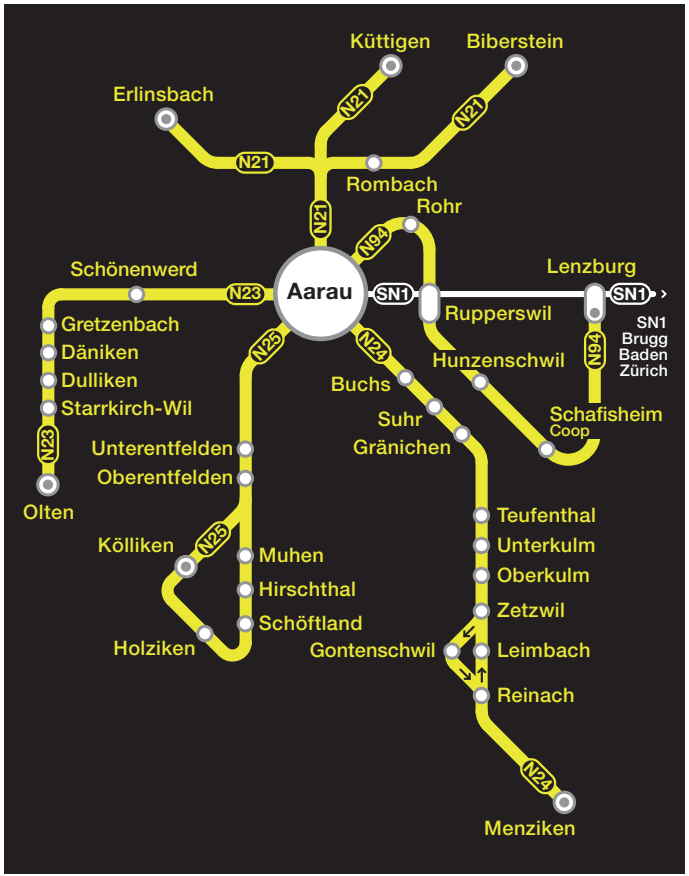 Küttigen
Biberstein
Erlinsbach
N21
N21
N21
Rombach
N21
Rohr
N94
Schönenwerd
N23
Aarau
SN1
Lenzburg
SN1
Gretzenbach
Rupperswil
SN1
Brugg
Baden
Zürich
Däniken
N25
N24
Hunzenschwil
N94
Dulliken
Buchs
Starrkirch-Wil
Suhr
Schafisheim
Coop
N23
Unterentfelden
Gränichen
Oberentfelden
Olten
Teufenthal
Kölliken
N25
Muhen
Unterkulm
Hirschthal
Oberkulm
Schöftland
Zetzwil
Holziken
Gontenschwil
Leimbach
Reinach
N24
Menziken